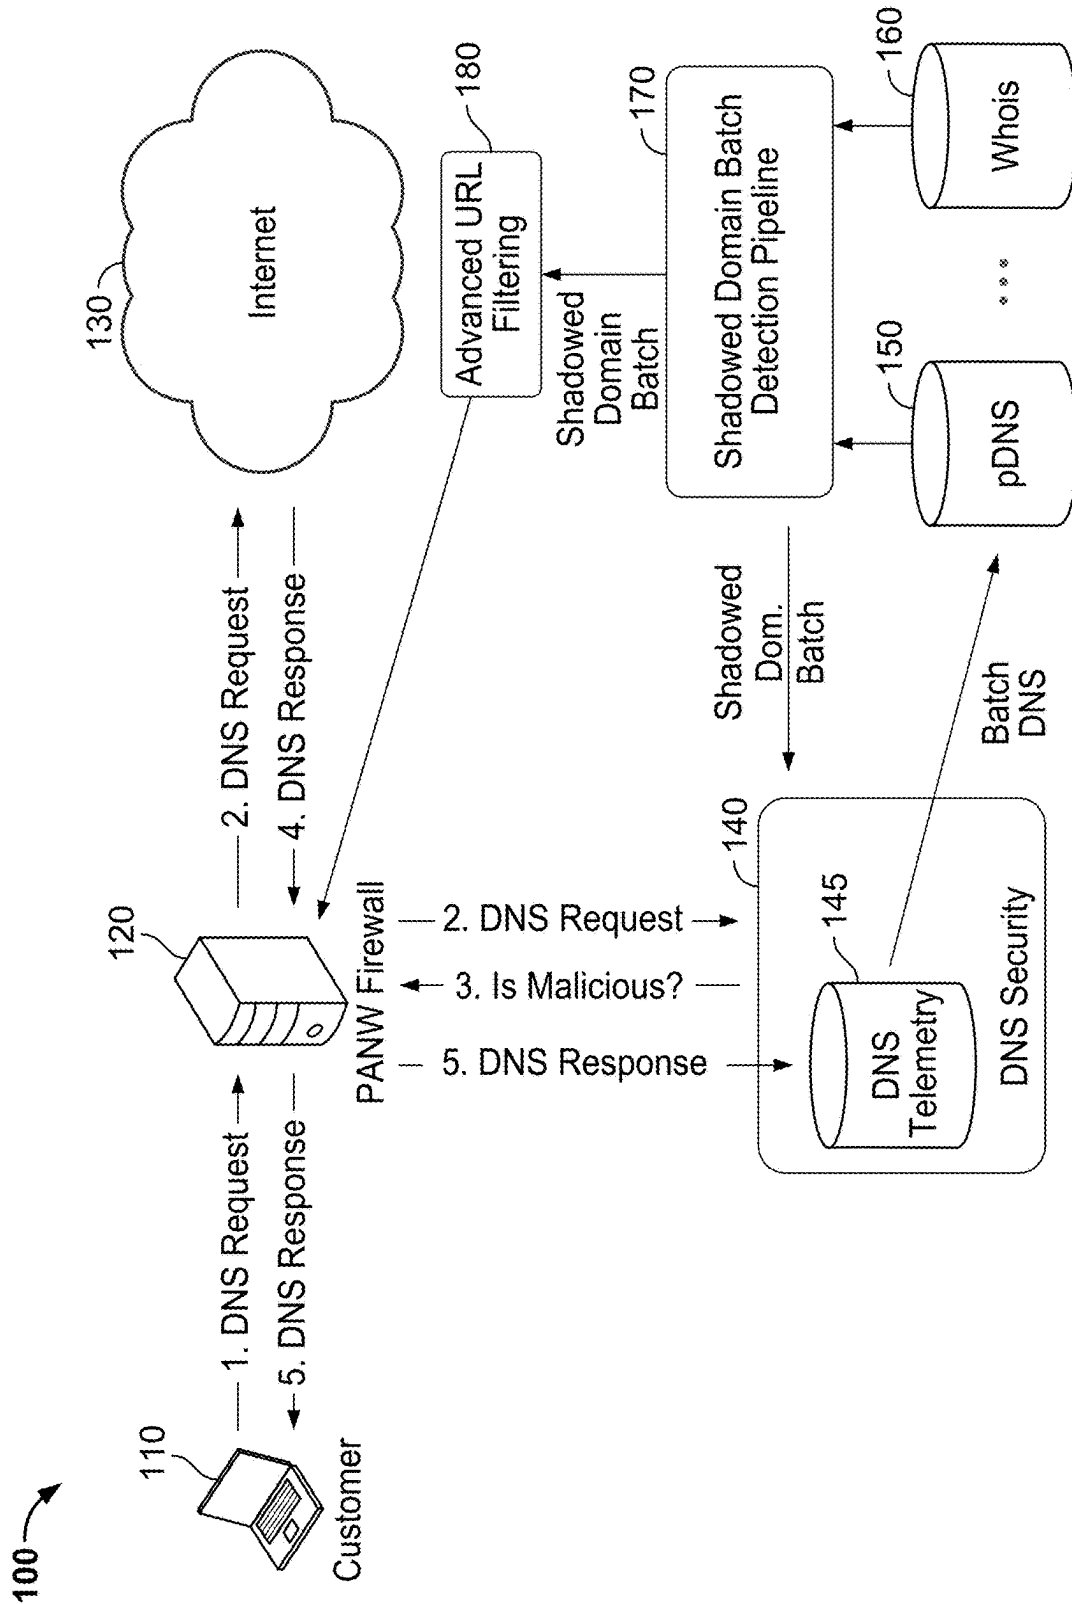 100
110
Customer
1. DNS Request
5. DNS Response
120
PANW Firewall
2. DNS Request
4. DNS Response
130
Internet
2. DNS Request
3. Is Malicious?
5. DNS Response
180
Advanced URL
Filtering
140
145
DNS
Telemetry
DNS Security
Shadowed
Dom.
Batch
Shadowed
Domain
Batch
170
Shadowed Domain Batch
Detection Pipeline
Batch
DNS
150
pDNS
...
160
Whois